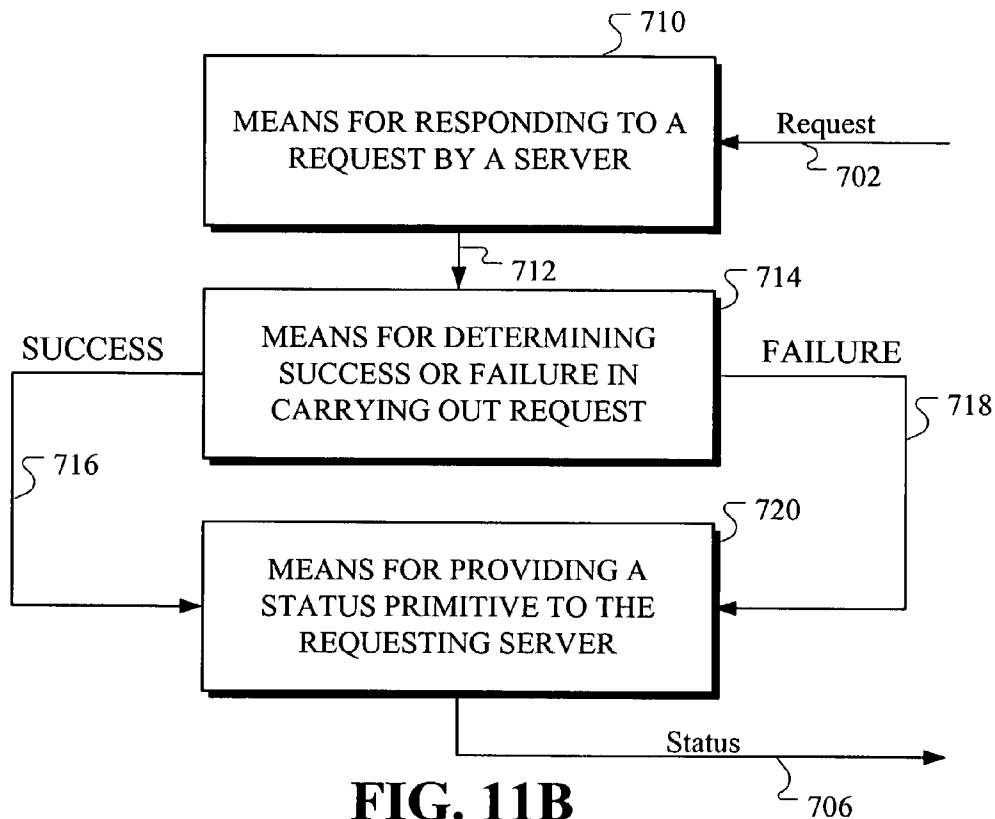 710
MEANS FOR RESPONDING TO A
REQUEST BY A SERVER
Request
702
712
714
MEANS FOR DETERMINING
SUCCESS OR FAILURE IN
CARRYING OUT REQUEST
SUCCESS
FAILURE
716
718
720
MEANS FOR PROVIDING A
STATUS PRIMITIVE TO THE
REQUESTING SERVER
Status
706
FIG. 11B